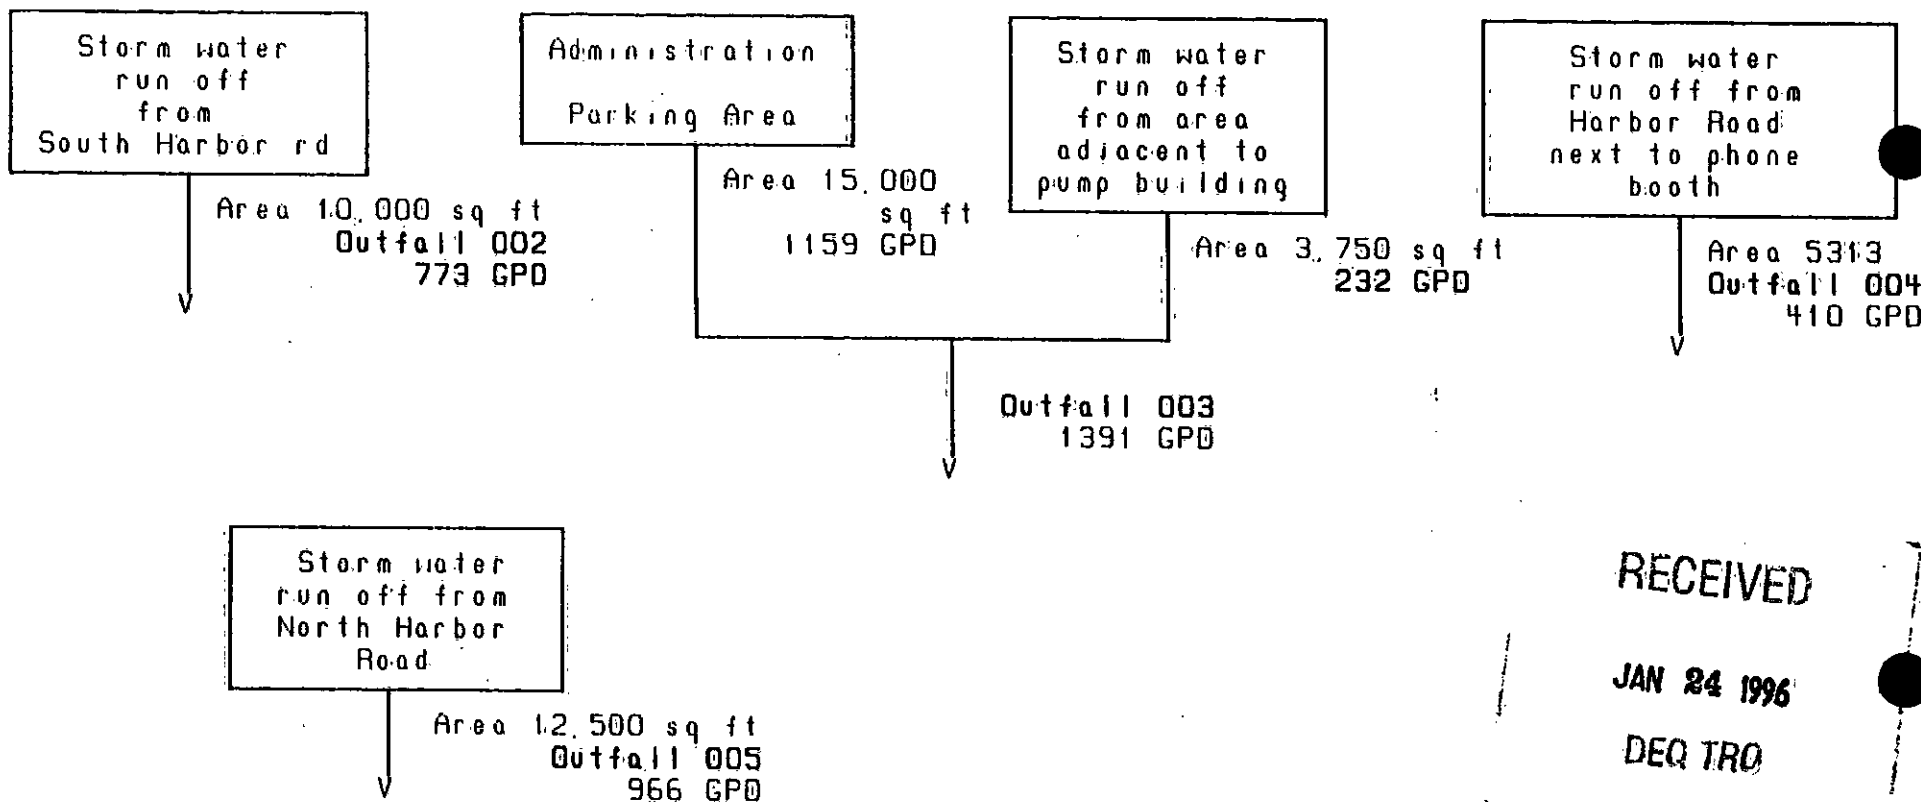 Storm water
run off
from
South Harbor rd
Area 10,000 sq ft
Outfall 002
773 GPD
Administration
Parking Area
Area 15,000
sq ft
1159 GPD
Storm water
run off
from area
adjacent to
pump building
Area 3,750 sq ft
232 GPD
Outfall 003
1391 GPD
Storm water
run off from
Harbor Road
next to phone
booth
Area 5313
Outfall 004
410 GPD
Storm water
run off from
North Harbor
Road
Area 12,500 sq ft
Outfall 005
966 GPD
RECEIVED
JAN 24 1996
DEQ TRO